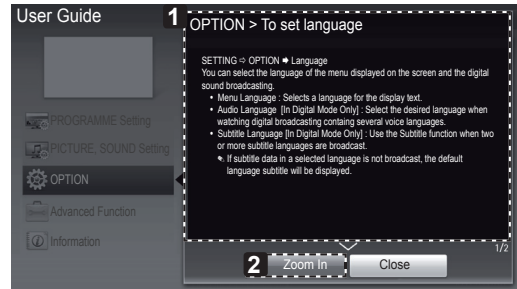 User Guide
1
OPTION > To set language
SETTING ⇨ OPTION ➡ Language
You can select the language of the menu displayed on the screen and the digital
sound broadcasting.
• Menu Language : Selects a language for the display text.
• Audio Language [In Digital Mode Only] : Select the desired language when
watching digital broadcasting containg several voice languages.
• Subtitle Language [In Digital Mode Only] : Use the Subtitle function when two
or more subtitle languages are broadcast.
If subtitle data in a selected language is not broadcast, the default
language subtitle will be displayed.
PROGRAMME Setting
PICTURE, SOUND Setting
OPTION
Advanced Function
Information
1/2
2
Zoom In
Close